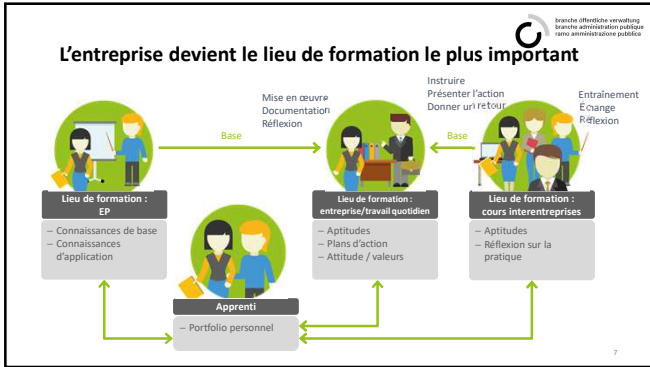 branche öffentliche verwaltung
branche administration publique
ramo amministrazione pubblica
L'entreprise devient le lieu de formation le plus important
Mise en œuvre
Documentation
Réflexion
Instruire
Présenter l'action
Donner un retour
Entraînement
Échange
Réflexion
Base
Base
Lieu de formation :
EP
– Connaissances de base
– Connaissances
d'application
Lieu de formation :
entreprise/travail quotidien
– Aptitudes
– Plans d'action
– Attitude / valeurs
Lieu de formation :
cours interentreprises
– Aptitudes
– Réflexion sur la
pratique
Apprenti
– Portfolio personnel
7